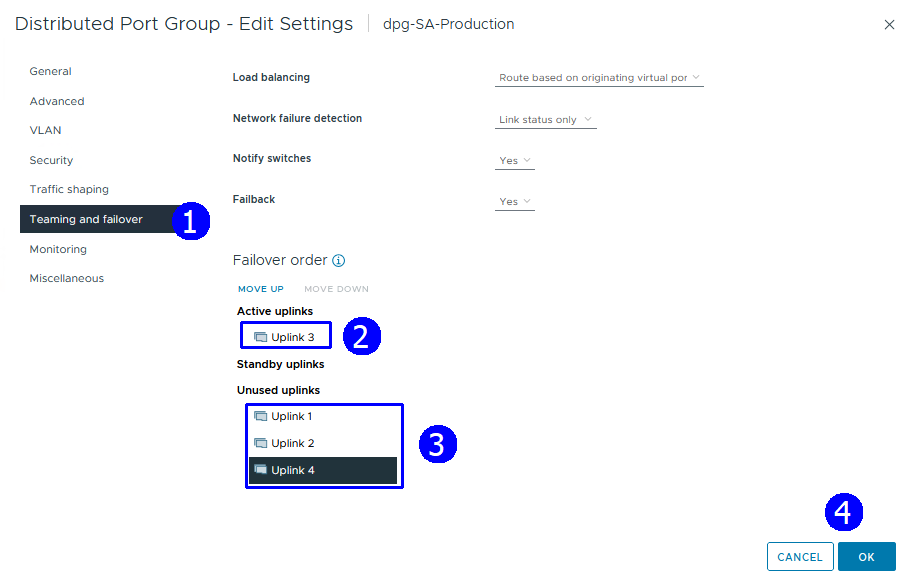 Distributed Port Group - Edit Settings | dpg-SA-Production
General
Advanced
VLAN
Security
Traffic shaping
Teaming and failover 1
Monitoring
Miscellaneous
Load balancing Route based on originating virtual por
Network failure detection Link status only
Notify switches Yes
Failback Yes
Failover order
MOVE UP MOVE DOWN
Active uplinks
Uplink 3 2
Standby uplinks
Unused uplinks
Uplink 1
Uplink 2 3
Uplink 4
4
CANCEL OK